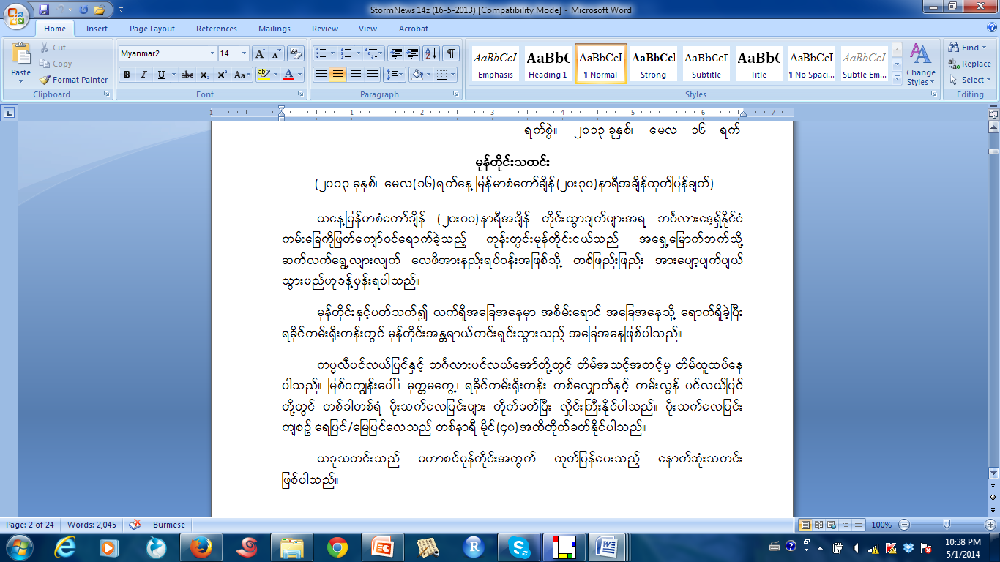 StormNews 14z (16-5-2013) [Compatibility Mode] - Microsoft Word
Home Insert Page Layout References Mailings Review View Acrobat
Paste
Cut
Copy
Format Painter
Clipboard
Myanmar2 14
Font
Paragraph
AaBbCcI AaBbC AaBbCcI AaBbCcI AaBbCcI AaBbC AaBbCcI AaBbCcI
Emphasis Heading 1 ¶ Normal Strong Subtitle Title ¶ No Spaci... Subtle Em...
Change Styles
Styles
Find
Replace
Select
Editing
1 1 2 3 4 5 6 7
ရက်စွဲ။ ၂၀၁၃ ခုနှစ်၊ မေလ ၁၆ ရက်
မုန်တိုင်းသတင်း
(၂၀၁၃ ခုနှစ်၊ မေလ(၁၆)ရက်နေ့ မြန်မာစံတော်ချိန်(၂၀း၃၀)နာရီအချိန်ထုတ်ပြန်ချက်)
ယနေ့မြန်မာစံတော်ချိန် (၂၀း၀၀)နာရီအချိန် တိုင်းထွာချက်များအရ ဘင်္ဂလားဒေ့ရှ်နိုင်ငံ
ကမ်းခြေကိုဖြတ်ကျော်ဝင်ရောက်ခဲ့သည့် ကုန်းတွင်းမုန်တိုင်းငယ်သည် အရှေ့မြောက်ဘက်သို့
ဆက်လက်ရွေ့လျားလျက် လေဖိအားနည်းရပ်ဝန်းအဖြစ်သို့ တစ်ဖြည်းဖြည်း အားပျော့ပျက်ပျယ်
သွားမည်ဟုခန့်မှန်းရပါသည်။
မုန်တိုင်းနှင့်ပတ်သက်၍ လက်ရှိအခြေအနေမှာ အစိမ်းရောင် အခြေအနေသို့ ရောက်ရှိခဲ့ပြီး
ရခိုင်ကမ်းရိုးတန်းတွင် မုန်တိုင်းအန္တရာယ်ကင်းရှင်းသွားသည့် အခြေအနေဖြစ်ပါသည်။
ကပ္ပလီပင်လယ်ပြင်နှင့် ဘင်္ဂလားပင်လယ်အော်တို့တွင် တိမ်အသင့်အတင့်မှ တိမ်ထူထပ်နေ
ပါသည်။ မြစ်ဝကျွန်းပေါ်၊ မုတ္တမကွေ့၊ ရခိုင်ကမ်းရိုးတန်း တစ်လျှောက်နှင့် ကမ်းလွန် ပင်လယ်ပြင်
တို့တွင် တစ်ခါတစ်ရံ မိုးသက်လေပြင်းများ တိုက်ခတ်ပြီး လှိုင်းကြီးနိုင်ပါသည်။ မိုးသက်လေပြင်း
ကျစဉ် ရေပြင်/မြေပြင်လေသည် တစ်နာရီ မိုင်(၄၀)အထိတိုက်ခတ်နိုင်ပါသည်။
ယခုသတင်းသည် မဟာစင်မုန်တိုင်းအတွက် ထုတ်ပြန်ပေးသည့် နောက်ဆုံးသတင်း
ဖြစ်ပါသည်။
Page: 2 of 24 Words: 2,045 Burmese 100%
10:38 PM
5/1/2014